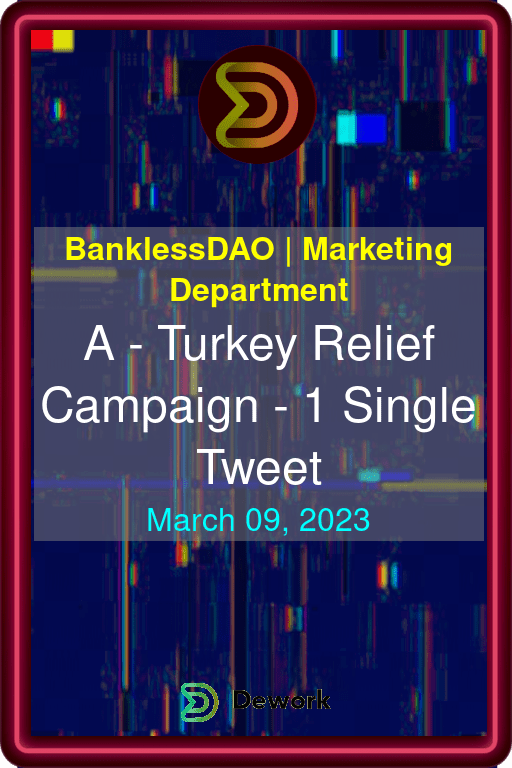 BanklessDAO | Marketing
Department
A - Turkey Relief
Campaign - 1 Single
Tweet
March 09, 2023
Dework